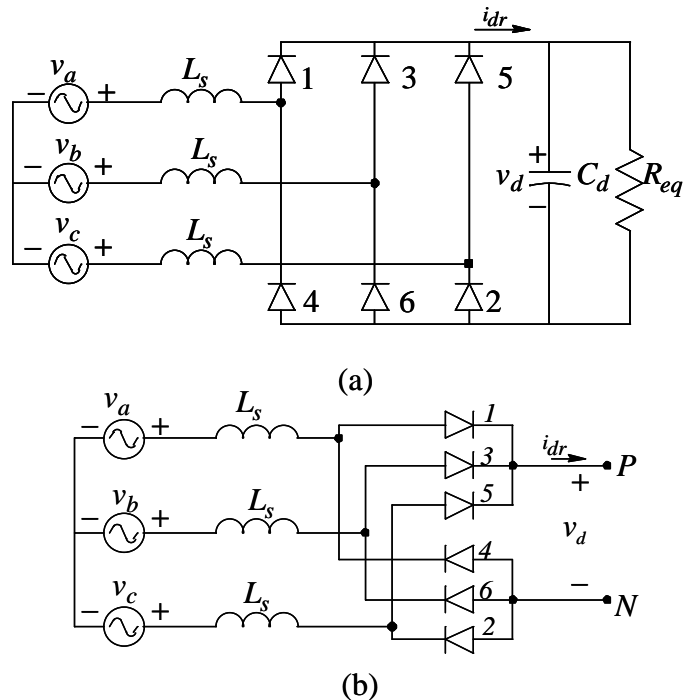 i_dr
v_a L_s 1 3 5
− +
v_b L_s
− + + v_d C_d R_eq
v_c L_s −
− +
4 6 2
(a)
v_a L_s 1
− + i_dr
3 P
v_b L_s 5 +
− + v_d
4
v_c L_s 6 − N
− + 2
(b)